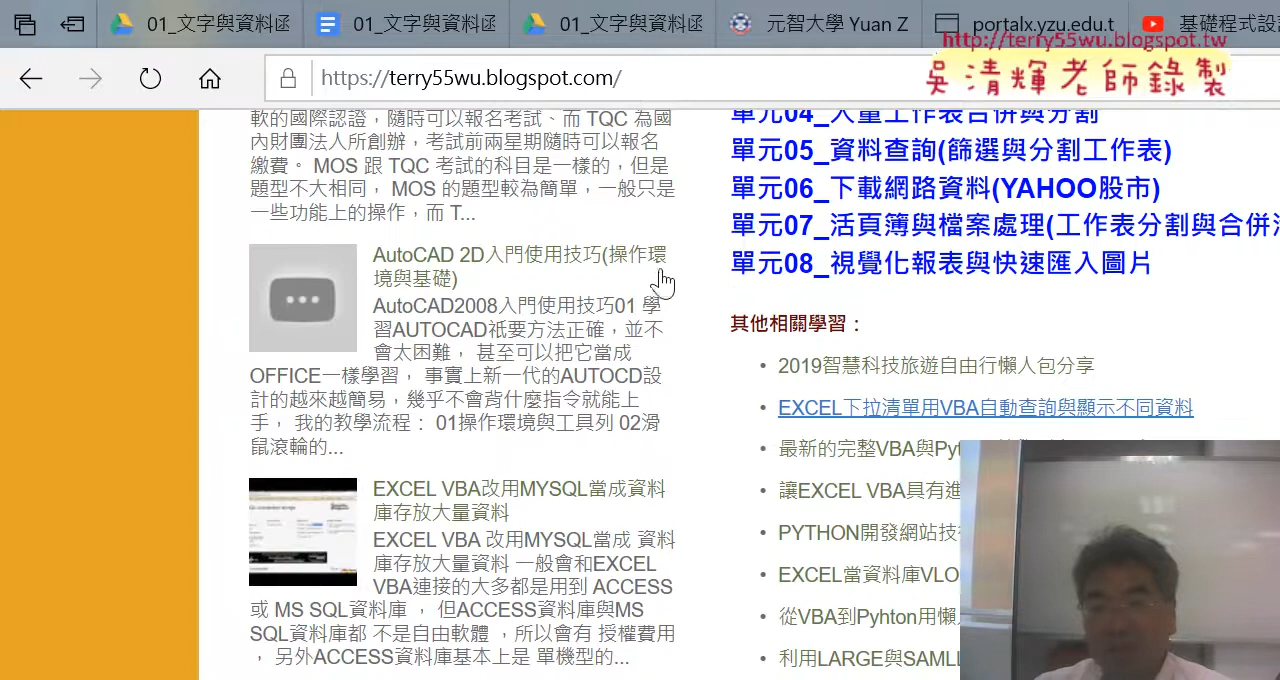 01_文字與資料函
01_文字與資料函
01_文字與資料函
元智大學 Yuan Z
portalx.yzu.edu.t
基礎程式設
http://terry55wu.blogspot.tw
吳清輝老師錄製
https://terry55wu.blogspot.com/
軟的國際認證，隨時可以報名考試、而 TQC 為國
內財團法人所創辦，考試前兩星期隨時可以報名
繳費。 MOS 跟 TQC 考試的科目是一樣的，但是
題型不大相同， MOS 的題型較為簡單，一般只是
一些功能上的操作，而 T...
AutoCAD 2D入門使用技巧(操作環
境與基礎)
AutoCAD2008入門使用技巧01 學
習AUTOCAD祇要方法正確，並不
會太困難， 甚至可以把它當成
OFFICE一樣學習， 事實上新一代的AUTOCD設
計的越來越簡易，幾乎不會背什麼指令就能上
手， 我的教學流程： 01操作環境與工具列 02滑
鼠滾輪的...
EXCEL VBA改用MYSQL當成資料
庫存放大量資料
EXCEL VBA 改用MYSQL當成 資料
庫存放大量資料 一般會和EXCEL
VBA連接的大多都是用到 ACCESS
或 MS SQL資料庫 ， 但ACCESS資料庫與MS
SQL資料庫都 不是自由軟體 ，所以會有 授權費用
， 另外ACCESS資料庫基本上是 單機型的...
單元04_大量工作表合併與分割
單元05_資料查詢(篩選與分割工作表)
單元06_下載網路資料(YAHOO股市)
單元07_活頁簿與檔案處理(工作表分割與合併
單元08_視覺化報表與快速匯入圖片
其他相關學習：
• 2019智慧科技旅遊自由行懶人包分享
• EXCEL下拉清單用VBA自動查詢與顯示不同資料
• 最新的完整VBA與Pyt
• 讓EXCEL VBA具有進
• PYTHON開發網站技
• EXCEL當資料庫VLO
• 從VBA到Pyhton用懶
• 利用LARGE與SAMLL